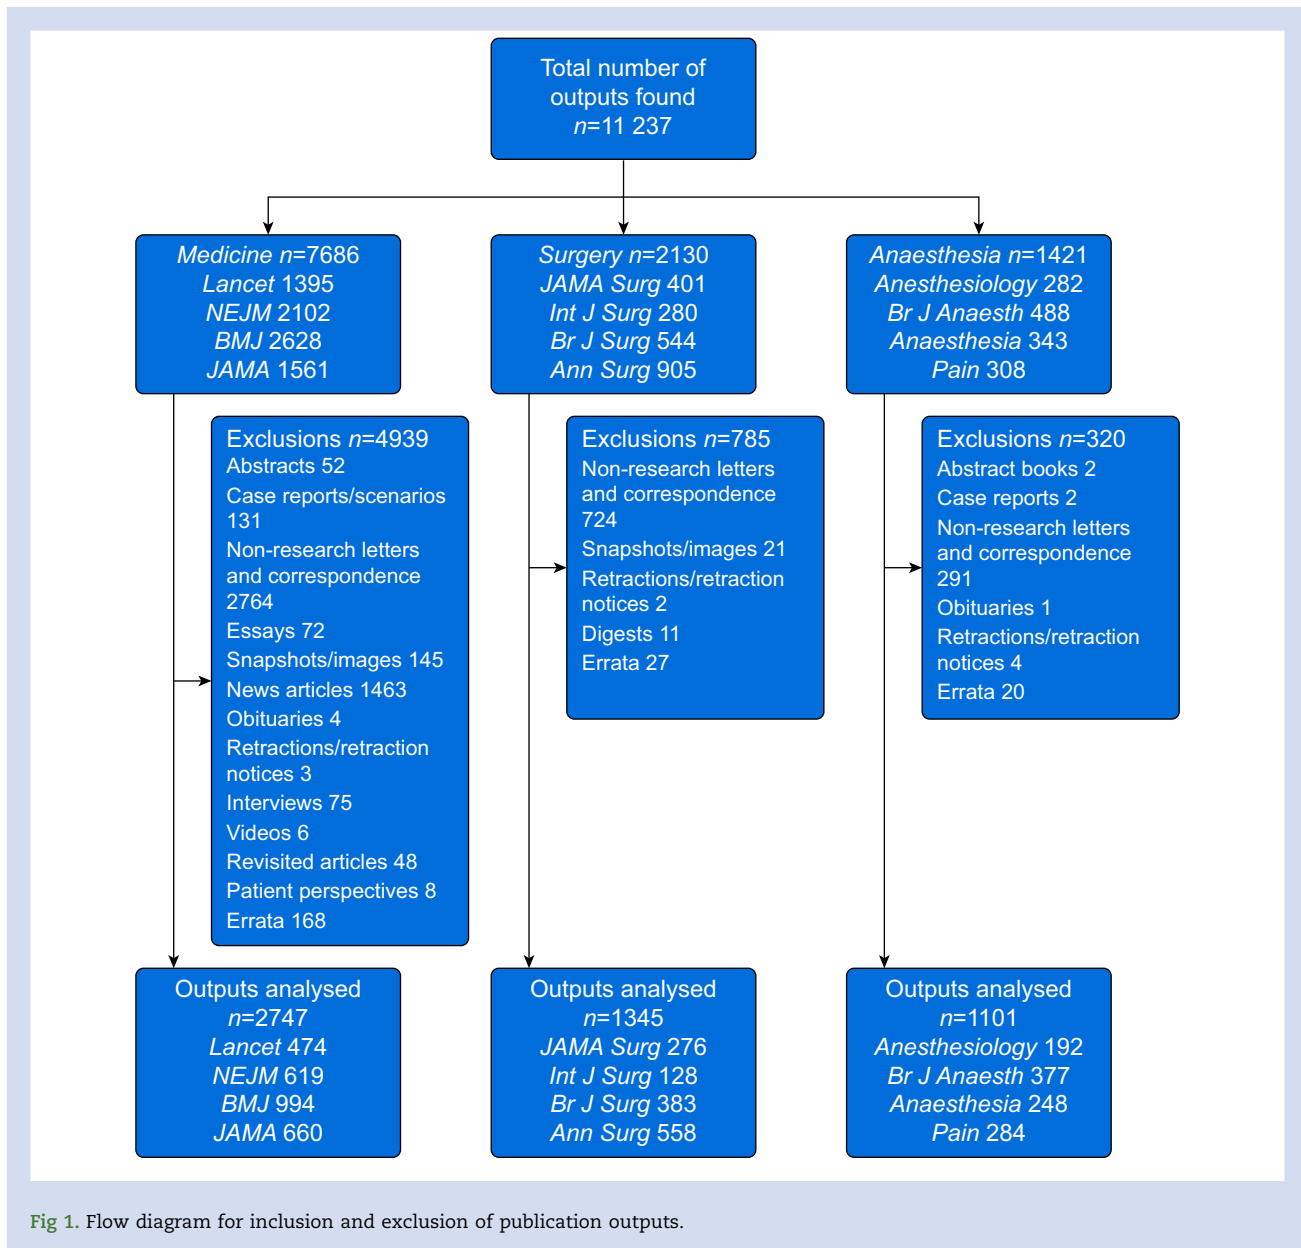 Total number of
outputs found
n=11 237
Medicine n=7686
Lancet 1395
NEJM 2102
BMJ 2628
JAMA 1561
Surgery n=2130
JAMA Surg 401
Int J Surg 280
Br J Surg 544
Ann Surg 905
Anaesthesia n=1421
Anesthesiology 282
Br J Anaesth 488
Anaesthesia 343
Pain 308
Exclusions n=4939
Abstracts 52
Case reports/scenarios
131
Non-research letters
and correspondence
2764
Essays 72
Snapshots/images 145
News articles 1463
Obituaries 4
Retractions/retraction
notices 3
Interviews 75
Videos 6
Revisited articles 48
Patient perspectives 8
Errata 168
Exclusions n=785
Non-research letters
and correspondence
724
Snapshots/images 21
Retractions/retraction
notices 2
Digests 11
Errata 27
Exclusions n=320
Abstract books 2
Case reports 2
Non-research letters
and correspondence
291
Obituaries 1
Retractions/retraction
notices 4
Errata 20
Outputs analysed
n=2747
Lancet 474
NEJM 619
BMJ 994
JAMA 660
Outputs analysed
n=1345
JAMA Surg 276
Int J Surg 128
Br J Surg 383
Ann Surg 558
Outputs analysed
n=1101
Anesthesiology 192
Br J Anaesth 377
Anaesthesia 248
Pain 284
Fig 1. Flow diagram for inclusion and exclusion of publication outputs.